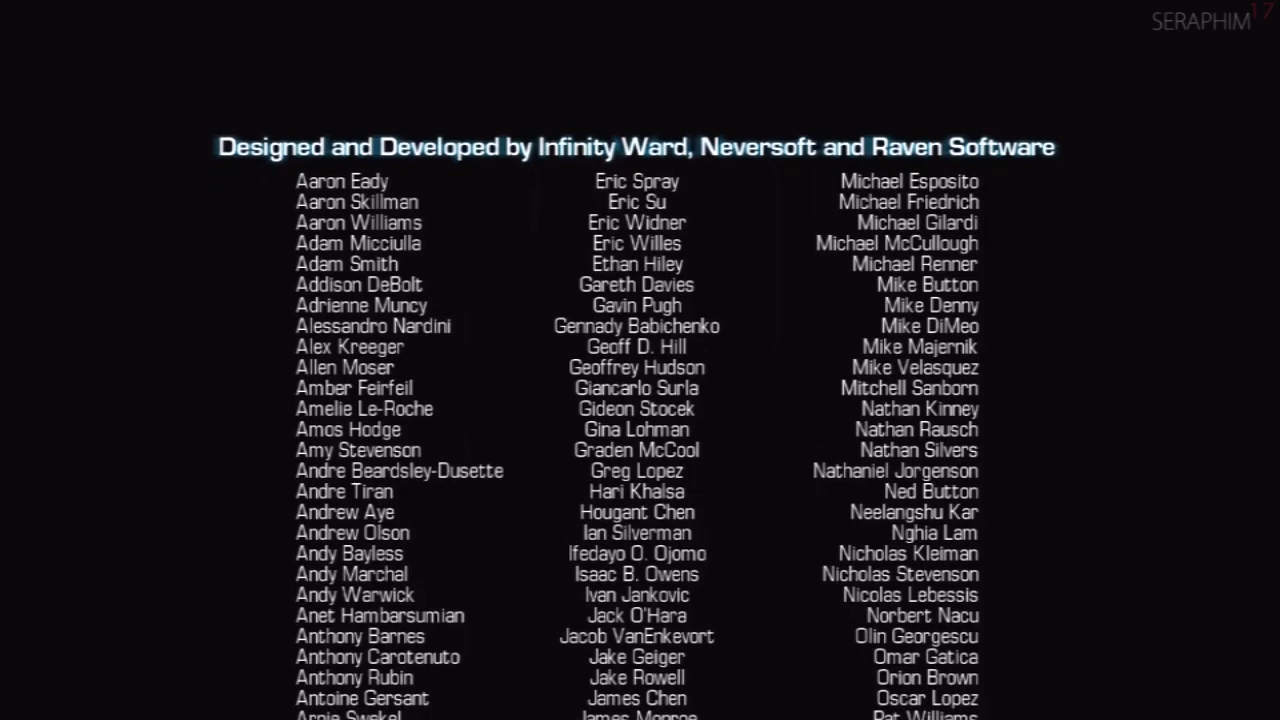 SERAPHIM17
Designed and Developed by Infinity Ward, Neversoft and Raven Software
Aaron Eady Eric Spray Michael Esposito
Aaron Skillman Eric Su Michael Friedrich
Aaron Williams Eric Widner Michael Gilardi
Adam Micciulla Eric Willes Michael McCullough
Adam Smith Ethan Hiley Michael Renner
Addison DeBolt Gareth Davies Mike Button
Adrienne Muncy Gavin Pugh Mike Denny
Alessandro Nardini Gennady Babichenko Mike DiMeo
Alex Kreeger Geoff D. Hill Mike Majernik
Allen Moser Geoffrey Hudson Mike Velasquez
Amber Feirfeil Giancarlo Surla Mitchell Sanborn
Amelie Le-Roche Gideon Stocek Nathan Kinney
Amos Hodge Gina Lohman Nathan Rausch
Amy Stevenson Graden McCool Nathan Silvers
Andre Beardsley-Dusette Greg Lopez Nathaniel Jorgenson
Andre Tiran Hari Khalsa Ned Button
Andrew Aye Hougant Chen Neelangshu Kar
Andrew Olson Ian Silverman Nghia Lam
Andy Bayless Ifedayo O. Ojomo Nicholas Kleiman
Andy Marchal Isaac B. Owens Nicholas Stevenson
Andy Warwick Ivan Jankovic Nicolas Lebessis
Anet Hambarsumian Jack O'Hara Norbert Nacu
Anthony Barnes Jacob VanEnkevort Olin Georgescu
Anthony Carotenuto Jake Geiger Omar Gatica
Anthony Rubin Jake Rowell Orion Brown
Antoine Gersant James Chen Oscar Lopez
Arnie Swekel James Monroe Pat Williams